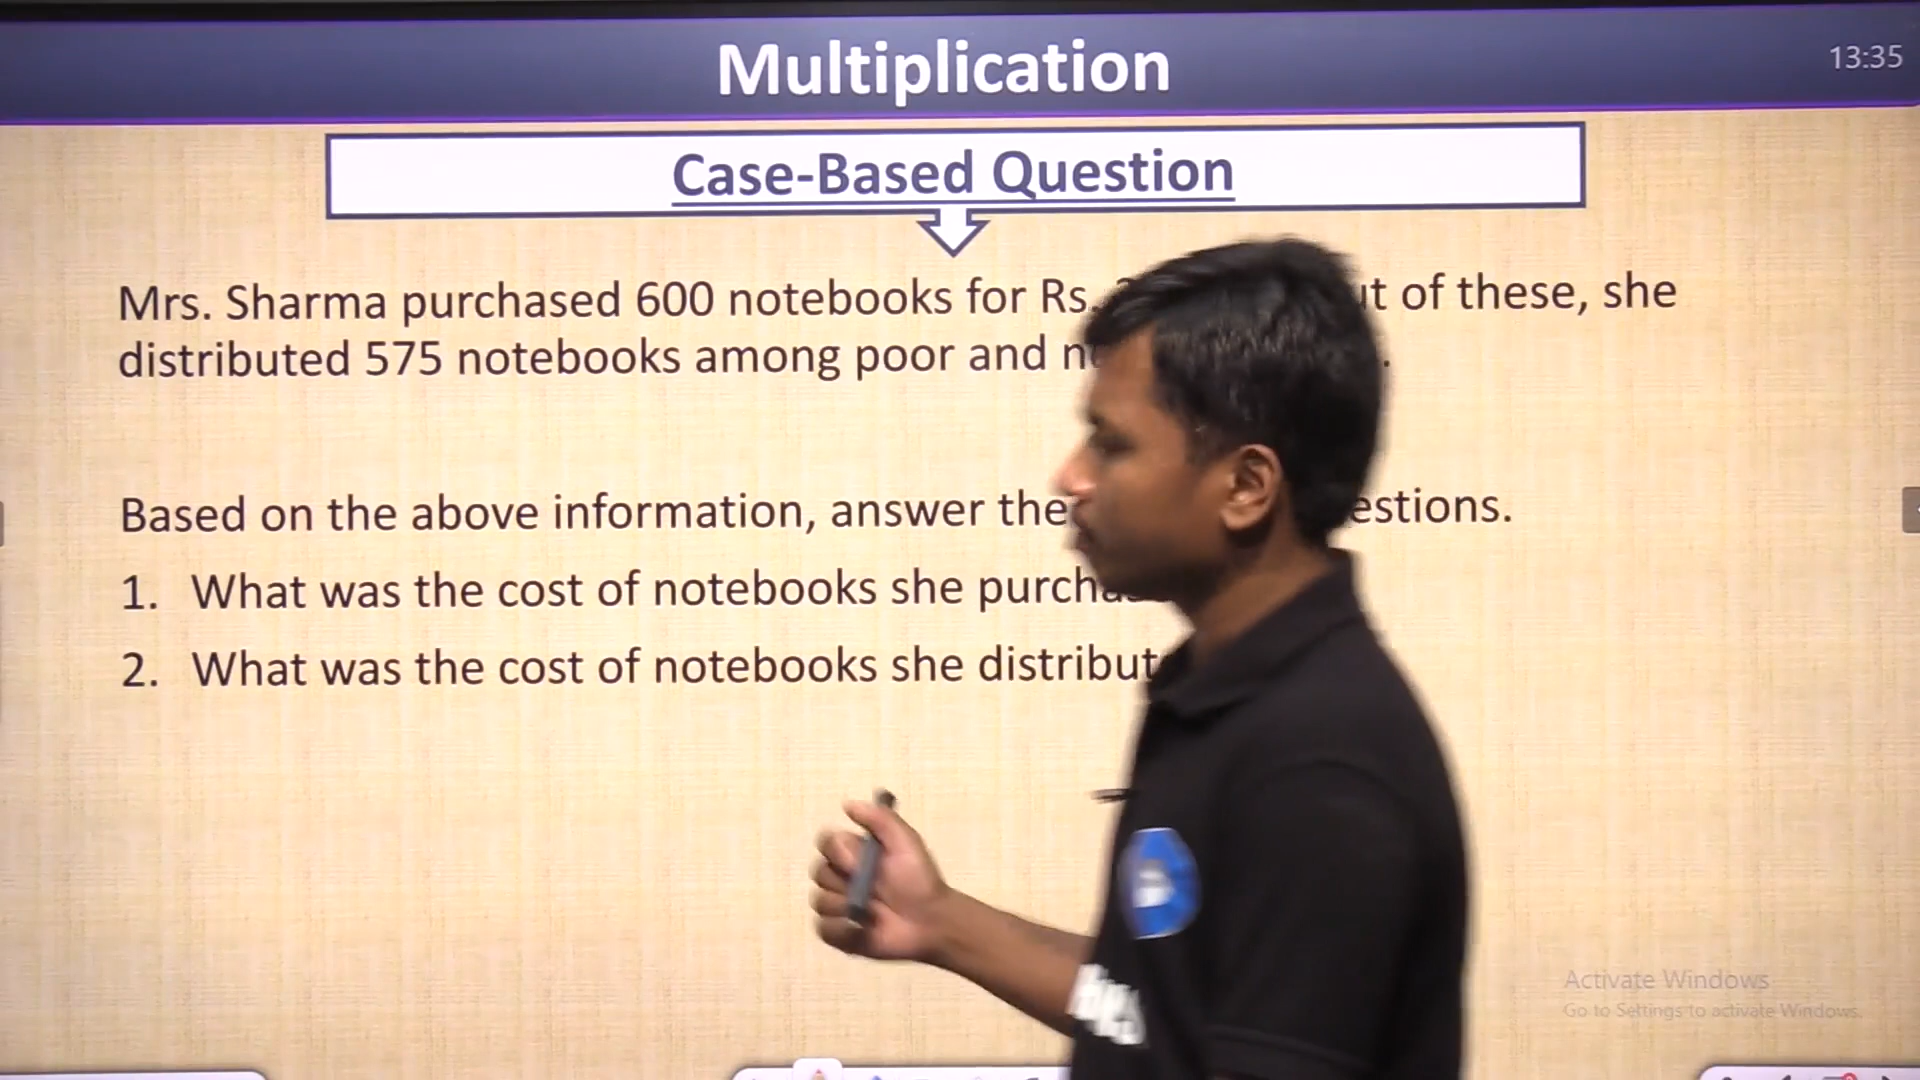 Multiplication
13:35
Case-Based Question
Mrs. Sharma purchased 600 notebooks for Rs. ut of these, she
distributed 575 notebooks among poor and n
Based on the above information, answer the estions.
1. What was the cost of notebooks she purcha
2. What was the cost of notebooks she distribut
Activate Windows
Go to Settings to activate Windows.